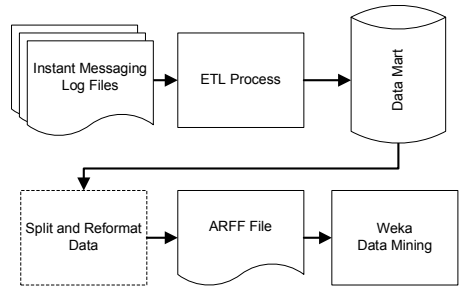 Instant Messaging
Log Files
ETL Process
Data Mart
Split and Reformat
Data
ARFF File
Weka
Data Mining